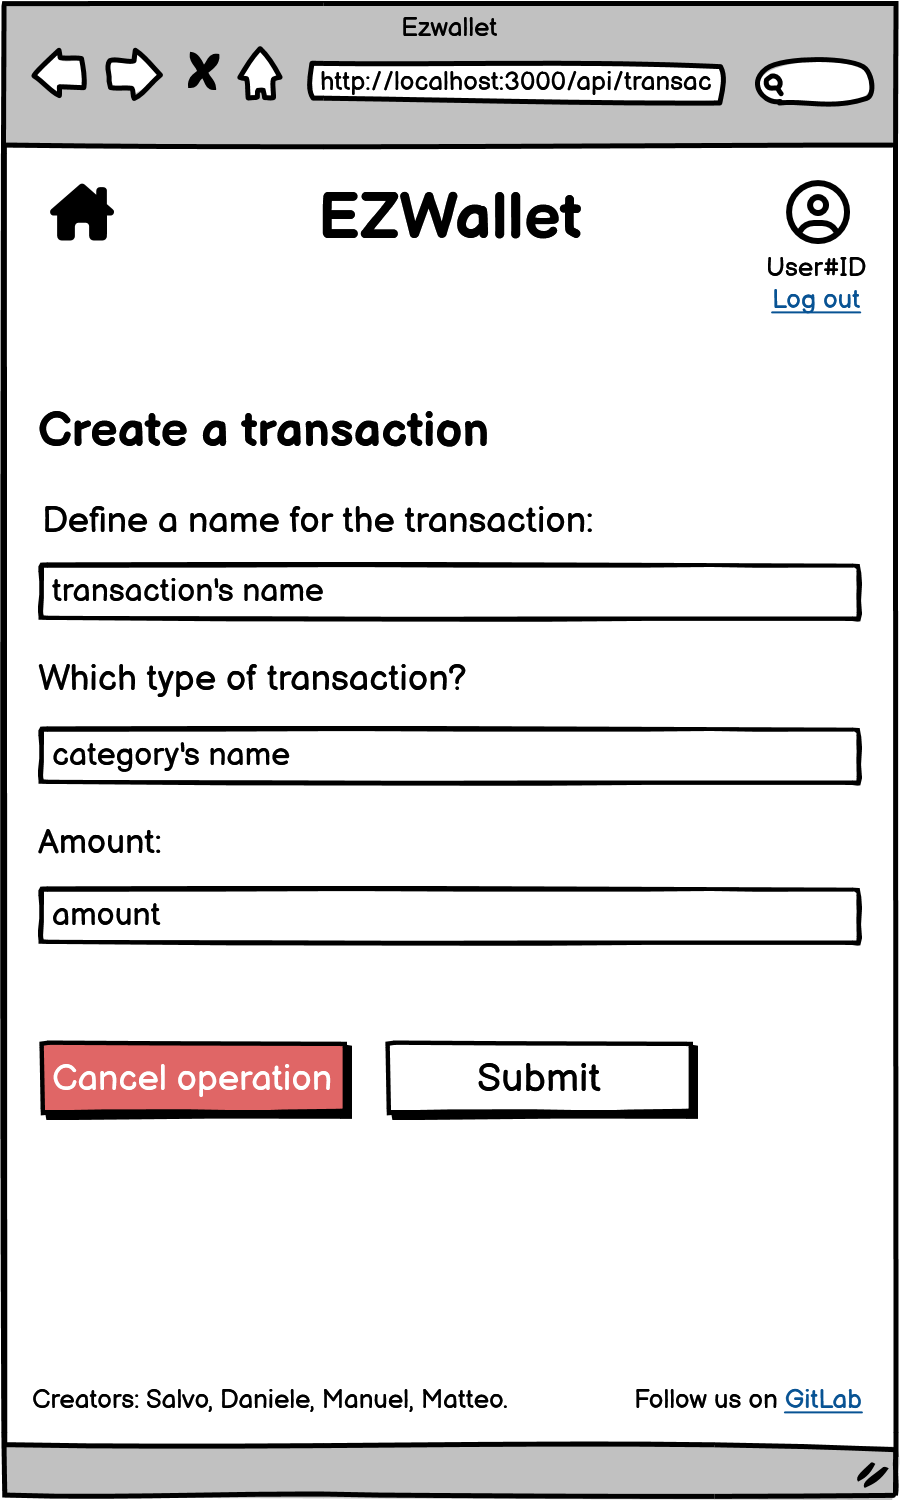 Ezwallet
http://localhost:3000/api/transac
EZWallet
User#ID
Log out
Create a transaction
Define a name for the transaction:
transaction's name
Which type of transaction?
category's name
Amount:
amount
Cancel operation Submit
Creators: Salvo, Daniele, Manuel, Matteo. Follow us on GitLab